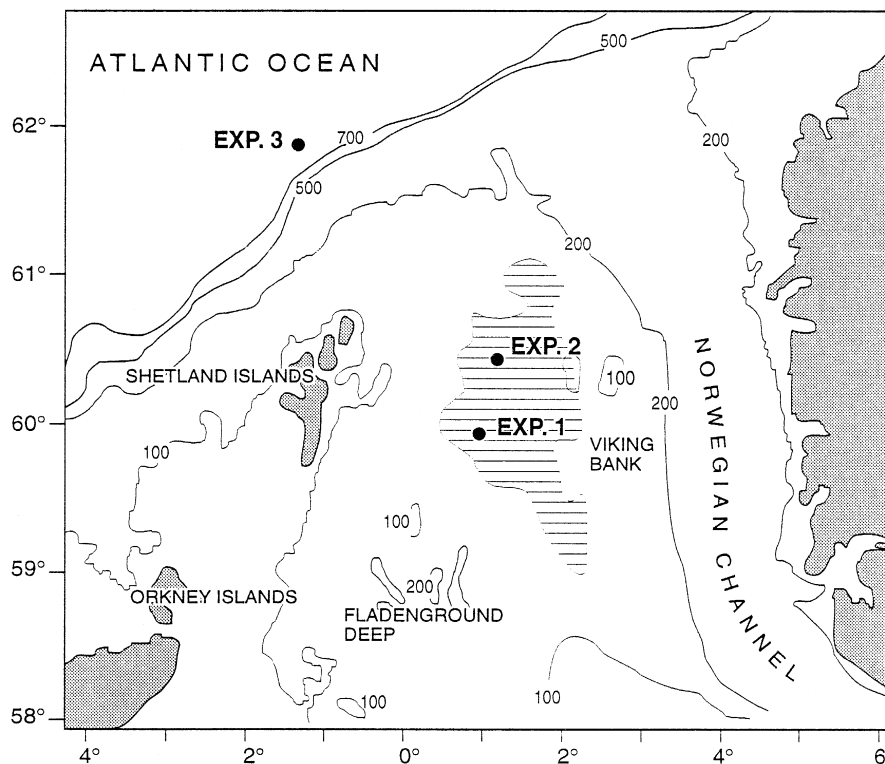 ATLANTIC OCEAN
500
62°
EXP. 3
700
200
500
61°
200
EXP. 2
SHETLAND ISLANDS
100
NORWEGIAN CHANNEL
60°
200
EXP. 1
100
VIKING
BANK
100
59°
200
ORKNEY ISLANDS
FLADENGROUND
DEEP
100
100
58°
4° 2° 0° 2° 4° 6